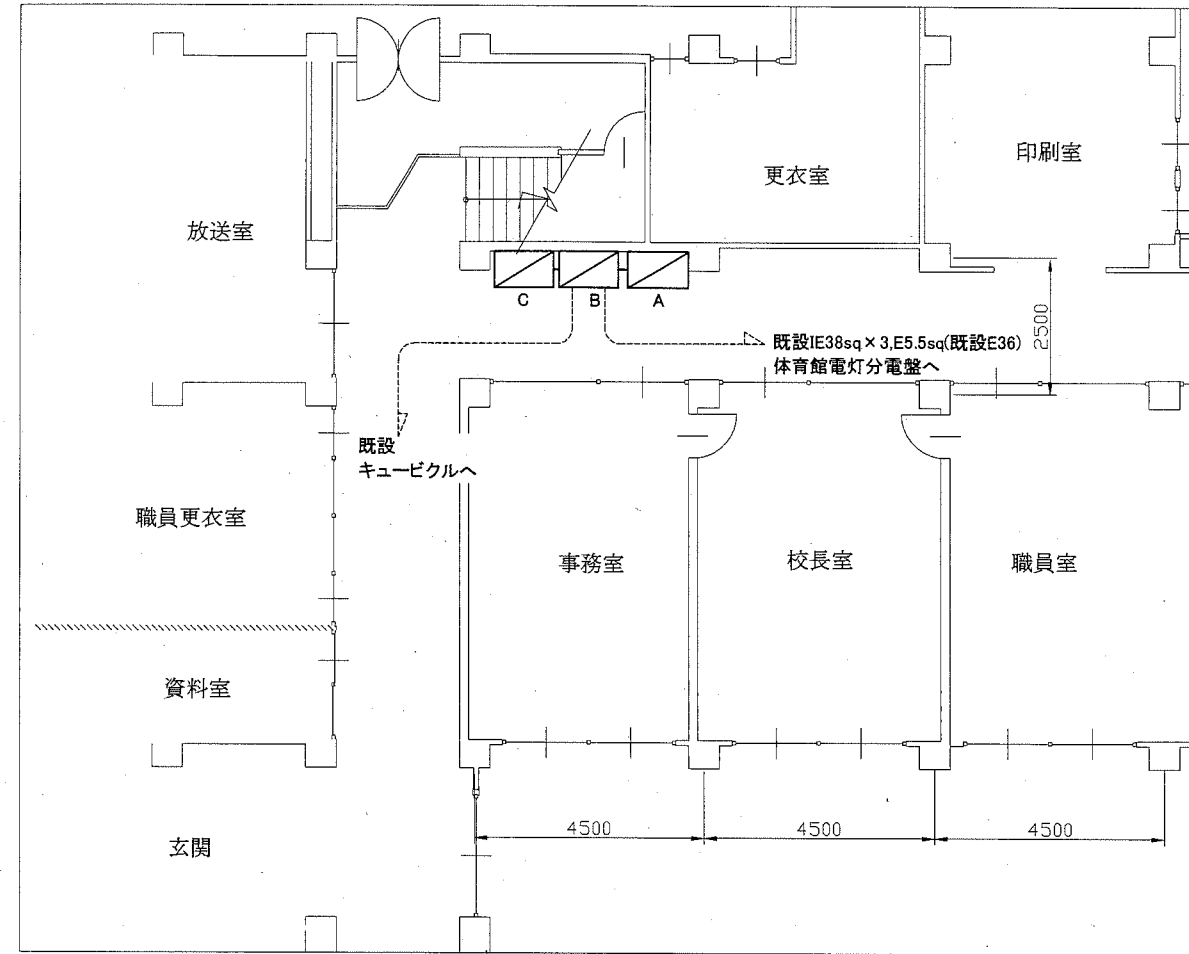 更衣室
印刷室
放送室
C
B
A
2500
既設IE38sq×3,E5.5sq(既設E36)
体育館電灯分電盤へ
既設
キュービクルへ
職員更衣室
事務室
校長室
職員室
資料室
4500
4500
4500
玄関